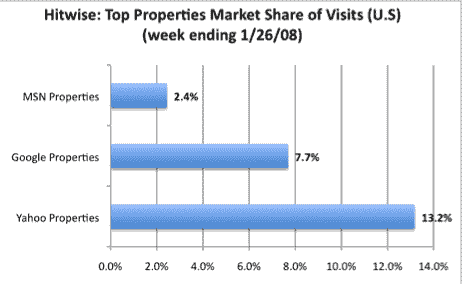 Hitwise: Top Properties Market Share of Visits (U.S)
(week ending 1/26/08)
MSN Properties
2.4%
Google Properties
7.7%
Yahoo Properties
13.2%
0.0% 2.0% 4.0% 6.0% 8.0% 10.0% 12.0% 14.0%